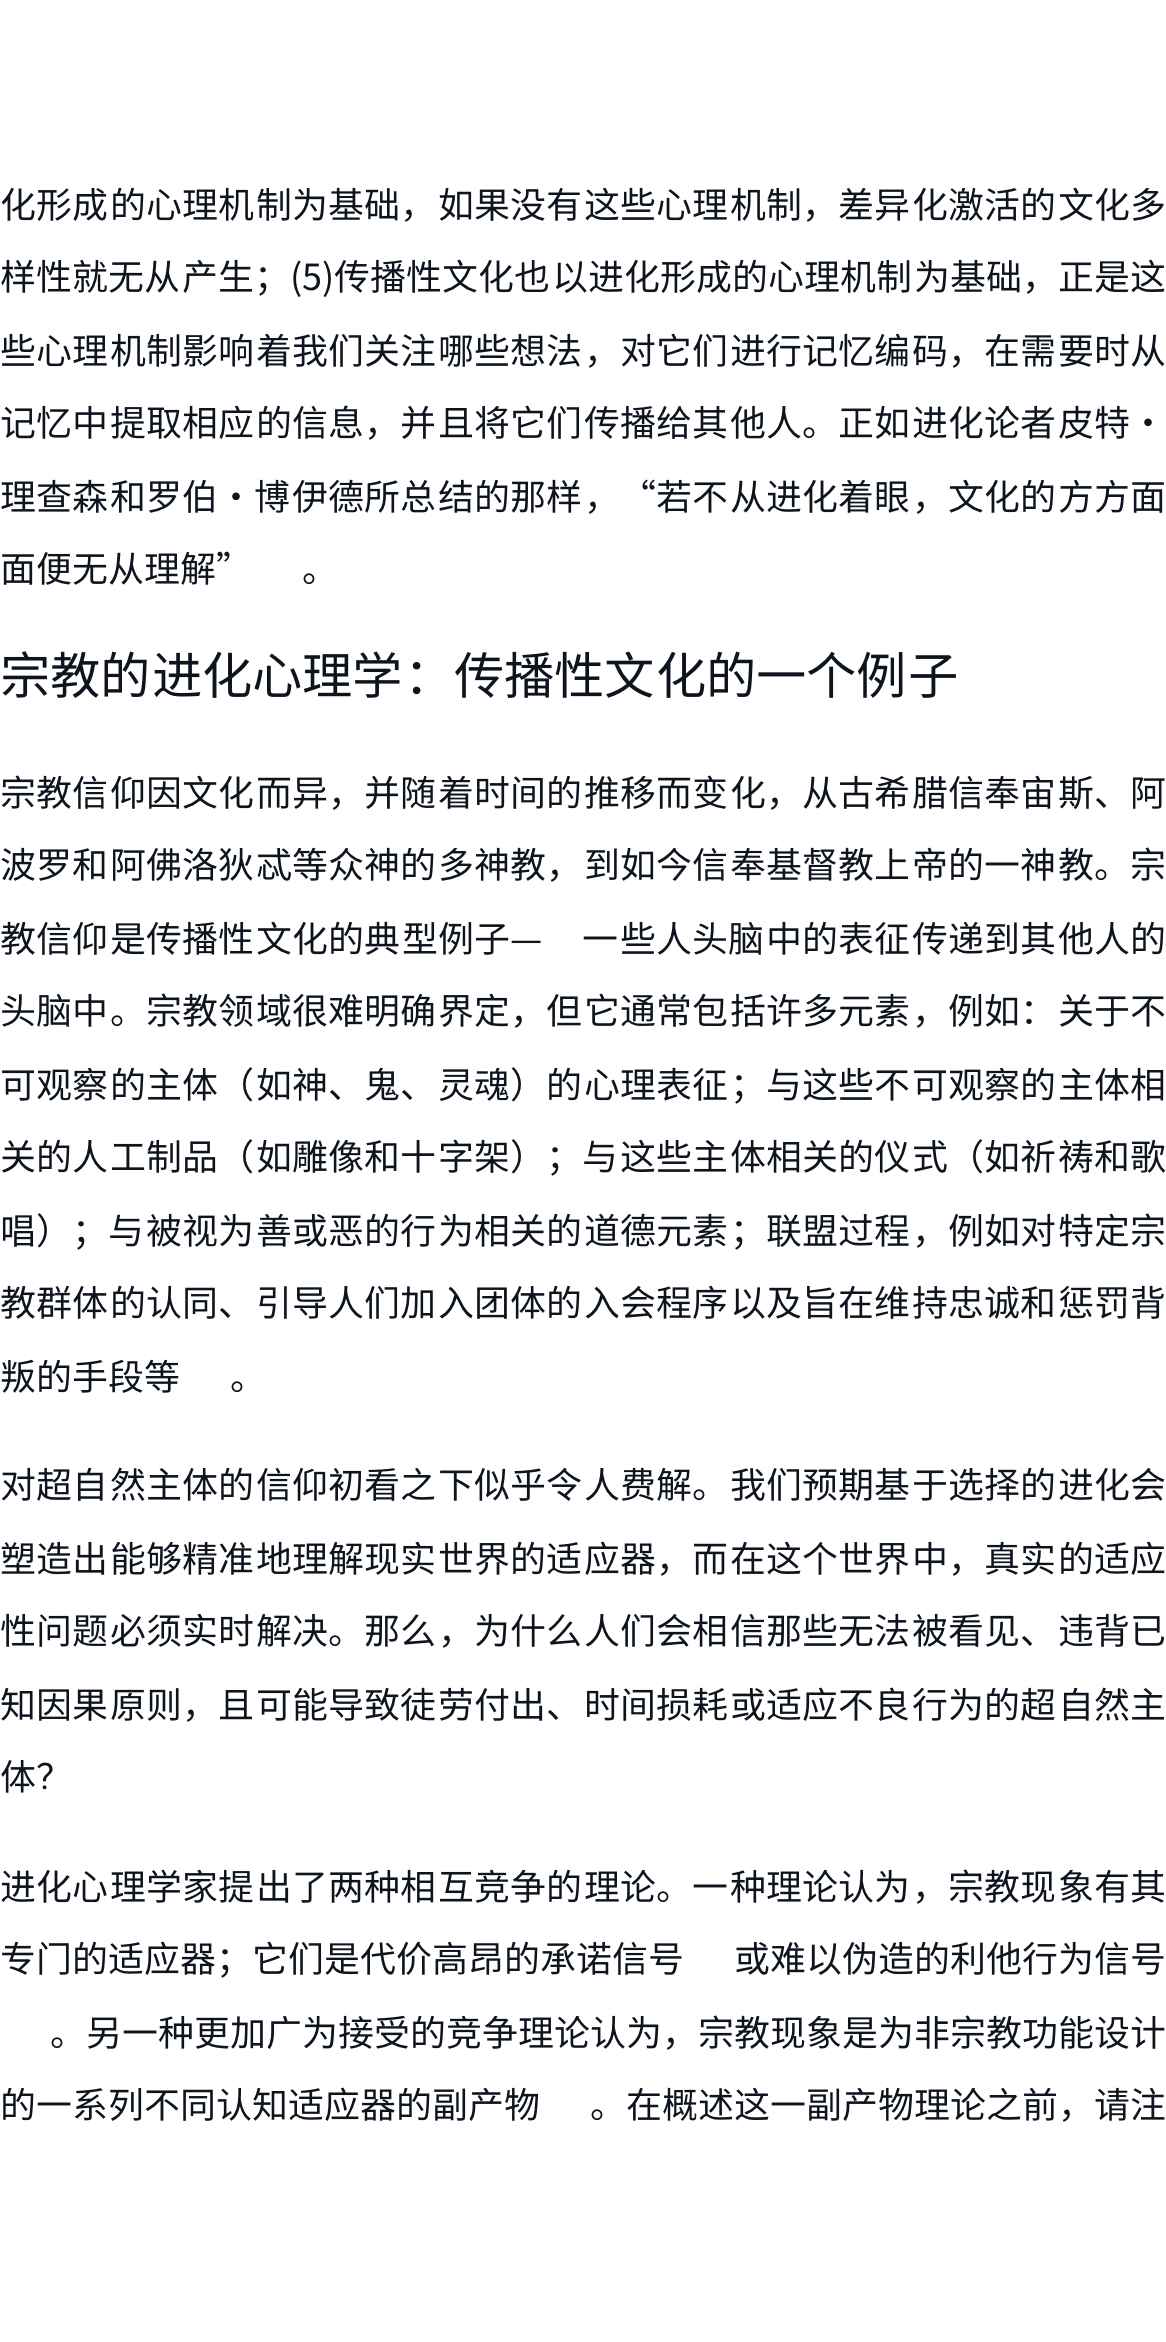 化形成的心理机制为基础，如果没有这些心理机制，差异化激活的文化多
样性就无从产生；(5)传播性文化也以进化形成的心理机制为基础，正是这
些心理机制影响着我们关注哪些想法，对它们进行记忆编码，在需要时从
记忆中提取相应的信息，并且将它们传播给其他人。正如进化论者皮特・
理查森和罗伯・博伊德所总结的那样，“若不从进化着眼，文化的方方面
面便无从理解” 。
宗教的进化心理学：传播性文化的一个例子
宗教信仰因文化而异，并随着时间的推移而变化，从古希腊信奉宙斯、阿
波罗和阿佛洛狄忒等众神的多神教，到如今信奉基督教上帝的一神教。宗
教信仰是传播性文化的典型例子— 一些人头脑中的表征传递到其他人的
头脑中。宗教领域很难明确界定，但它通常包括许多元素，例如：关于不
可观察的主体（如神、鬼、灵魂）的心理表征；与这些不可观察的主体相
关的人工制品（如雕像和十字架）；与这些主体相关的仪式（如祈祷和歌
唱）；与被视为善或恶的行为相关的道德元素；联盟过程，例如对特定宗
教群体的认同、引导人们加入团体的入会程序以及旨在维持忠诚和惩罚背
叛的手段等 。
对超自然主体的信仰初看之下似乎令人费解。我们预期基于选择的进化会
塑造出能够精准地理解现实世界的适应器，而在这个世界中，真实的适应
性问题必须实时解决。那么，为什么人们会相信那些无法被看见、违背已
知因果原则，且可能导致徒劳付出、时间损耗或适应不良行为的超自然主
体？
进化心理学家提出了两种相互竞争的理论。一种理论认为，宗教现象有其
专门的适应器；它们是代价高昂的承诺信号 或难以伪造的利他行为信号
。另一种更加广为接受的竞争理论认为，宗教现象是为非宗教功能设计
的一系列不同认知适应器的副产物 。在概述这一副产物理论之前，请注